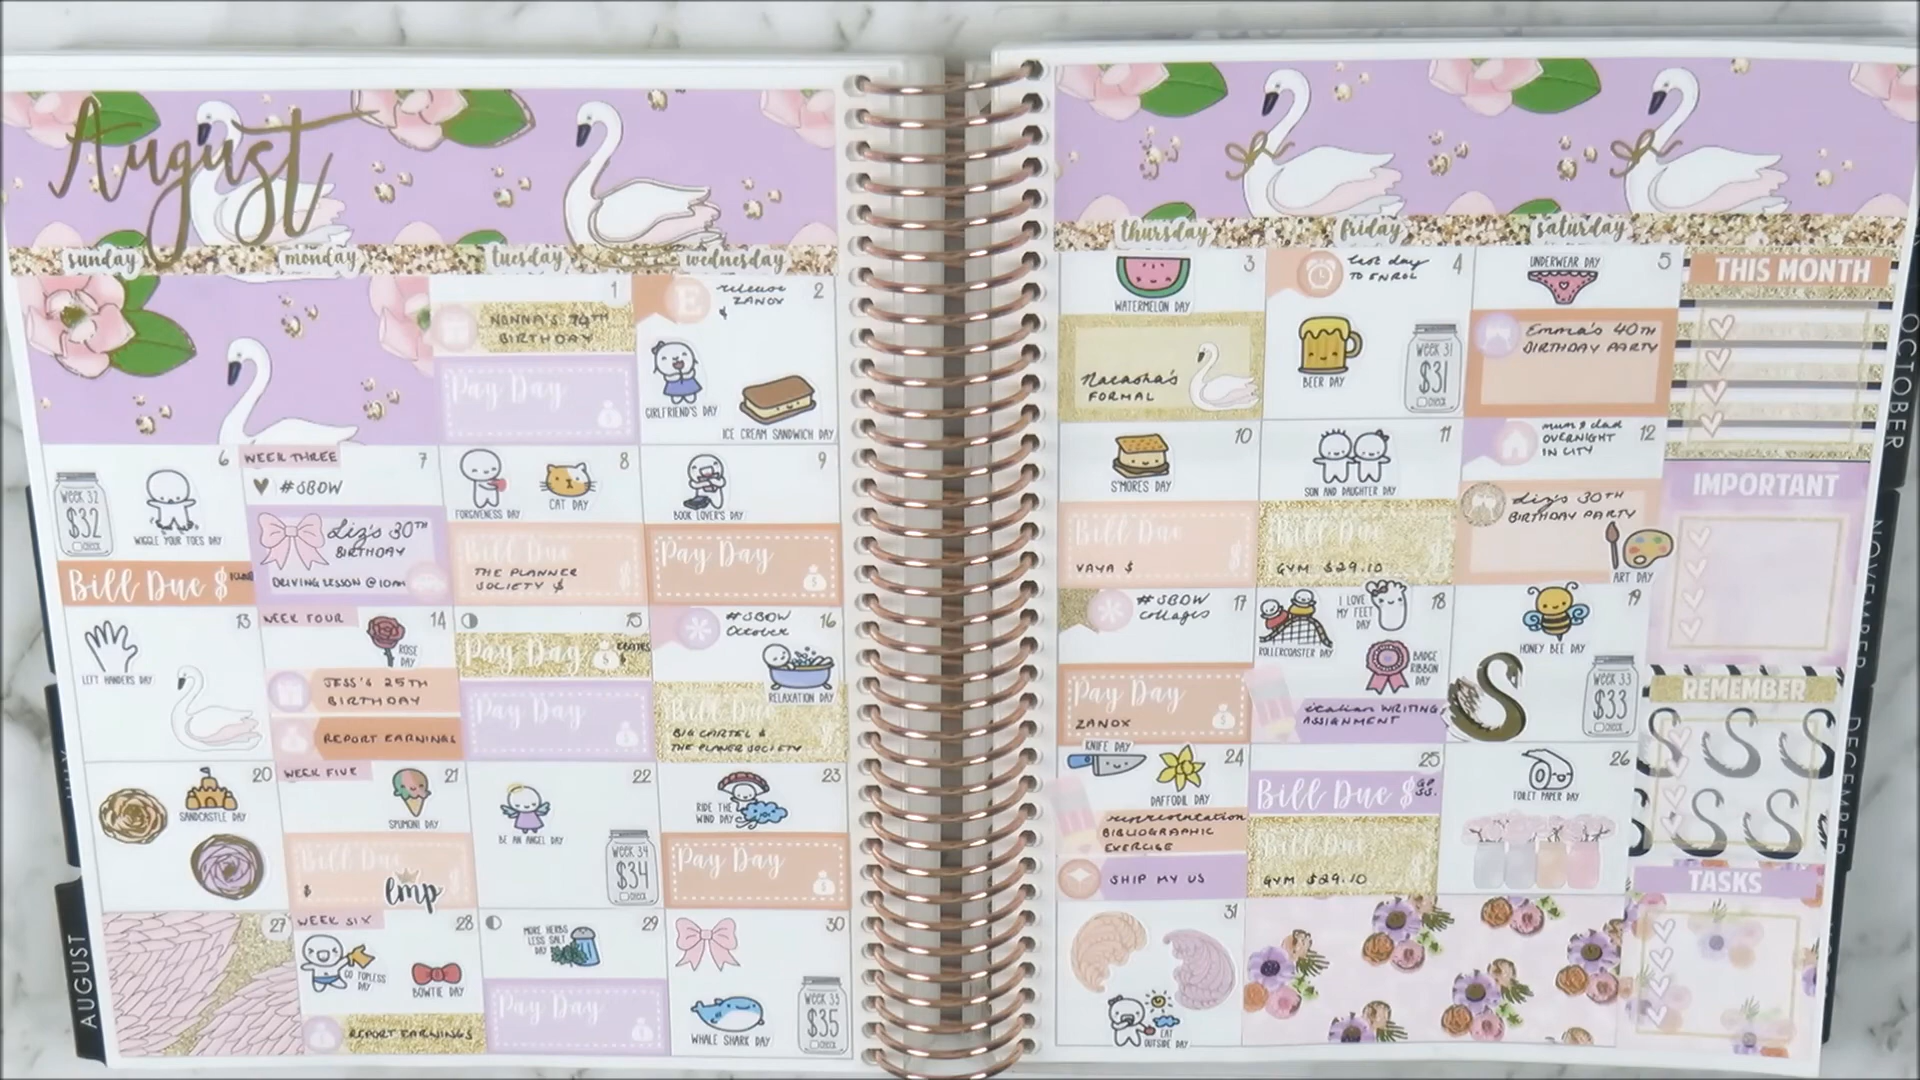 August
sunday
monday
tuesday
wednesday
thursday
friday
saturday
1
NONNA'S 79TH
BIRTHDAY
Pay Day
E
release
ZANOX
&
2
GIRLFRIEND'S DAY
ICE CREAM SANDWICH DAY
3
WATERMELON DAY
Natasha's
FORMAL
last day
TO ENROL
4
BEER DAY
WEEK 31
$31
CHECK
UNDERWEAR DAY
5
Emma's 40TH
BIRTHDAY PARTY
THIS MONTH
6
WEEK 32
$32
CHECK
WIGGLE YOUR TOES DAY
Bill Due $
WEEK THREE
7
#SBOW
Liz's 30TH
BIRTHDAY
DRIVING LESSON @ 10AM
8
FORGIVENESS DAY
CAT DAY
Bill Due
THE PLANNER
SOCIETY $
9
BOOK LOVER'S DAY
Pay Day
10
S'MORES DAY
Bill Due
VAYA $
11
SON AND DAUGHTER DAY
Bill Due
GYM $29.10
mum & dad
OVERNIGHT
IN CITY
12
Liz's 30TH
BIRTHDAY PARTY
ART DAY
IMPORTANT
13
LEFT HANDERS DAY
WEEK FOUR
14
ROSE
DAY
JESS'S 25TH
BIRTHDAY
REPORT EARNINGS
15
Pay Day
EBATES
Pay Day
#SBOW
October
16
RELAXATION DAY
Bill Due
BIG CARTEL &
THE PLANER SOCIETY
#SBOW
collages
17
Pay Day
ZANOX
18
ROLLERCOASTER DAY
I LOVE
MY FEET
DAY
BADGE
RIBBON
DAY
italian WRITING
ASSIGNMENT
19
HONEY BEE DAY
WEEK 33
$33
CHECK
REMEMBER
20
SANDCASTLE DAY
WEEK FIVE
21
SPUMONI DAY
Bill Due
$
lmp
22
BE AN ANGEL DAY
WEEK 34
$34
CHECK
23
RIDE THE
WIND DAY
Pay Day
KNIFE DAY
24
DAFFODIL DAY
representation
BIBLIOGRAPHIC
EXERCISE
SHIP MY US
25
Bill Due $
Bill Due
GYM $29.10
26
TOILET PAPER DAY
TASKS
27
WEEK SIX
28
GO TOPLESS
DAY
BOWTIE DAY
REPORT EARNINGS
29
MORE HERBS
LESS SALT
DAY
Pay Day
30
WHALE SHARK DAY
WEEK 35
$35
CHECK
31
EAT
OUTSIDE DAY
AUGUST
OCTOBER
NOVEMBER
DECEMBER